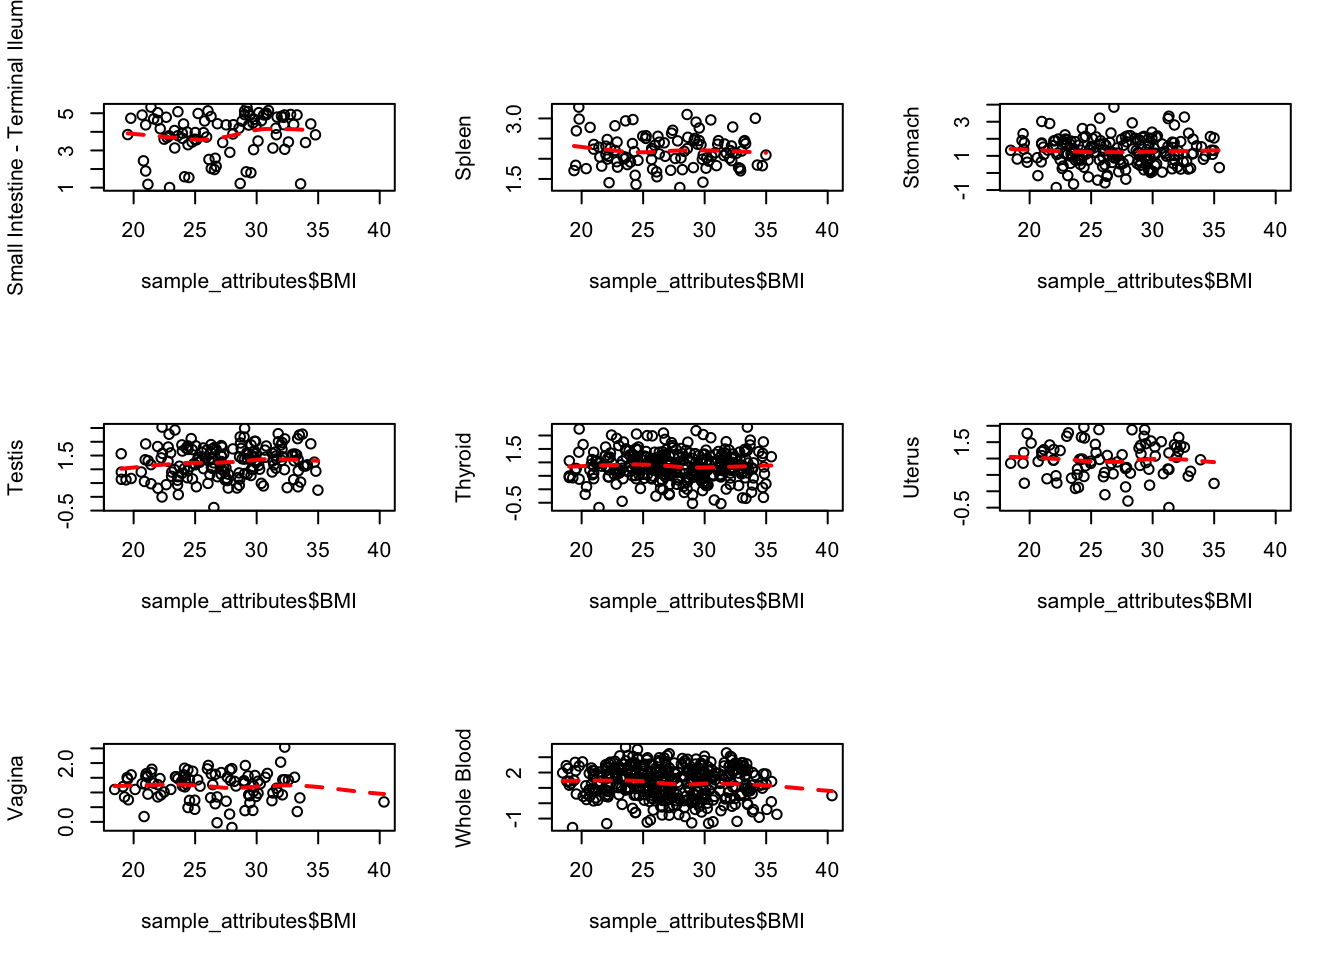 Small Intestine - Terminal Ileum
1 3 5
20 25 30 35 40
sample_attributes$BMI
Spleen
1.5 3.0
20 25 30 35 40
sample_attributes$BMI
Stomach
-1 1 3
20 25 30 35 40
sample_attributes$BMI
Testis
-0.5 1.5
20 25 30 35 40
sample_attributes$BMI
Thyroid
-0.5 1.5
20 25 30 35 40
sample_attributes$BMI
Uterus
-0.5 1.5
20 25 30 35 40
sample_attributes$BMI
Vagina
0.0 2.0
20 25 30 35 40
sample_attributes$BMI
Whole Blood
-1 2
20 25 30 35 40
sample_attributes$BMI